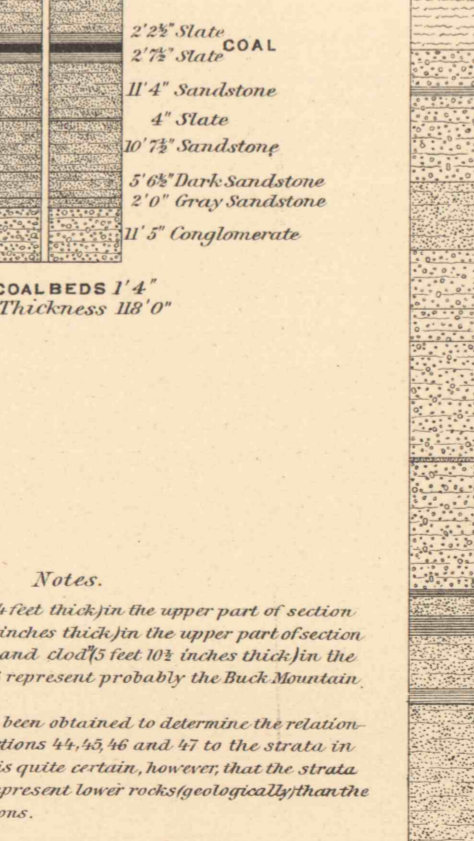 2'2½" Slate
COAL
2'7½" Slate
11'4" Sandstone
4" Slate
10'7½" Sandstone
5'6½" Dark Sandstone
2'0" Gray Sandstone
11'5" Conglomerate
COAL BEDS 1'4"
Thickness 118'0"
Notes.
4 feet thick) in the upper part of section
inches thick) in the upper part of section
and clod" (5 feet 10½ inches thick) in the
represent probably the Buck Mountain
been obtained to determine the relation-
tions 44, 45, 46 and 47 to the strata in
is quite certain, however, that the strata
present lower rocks (geologically) than the
ons.